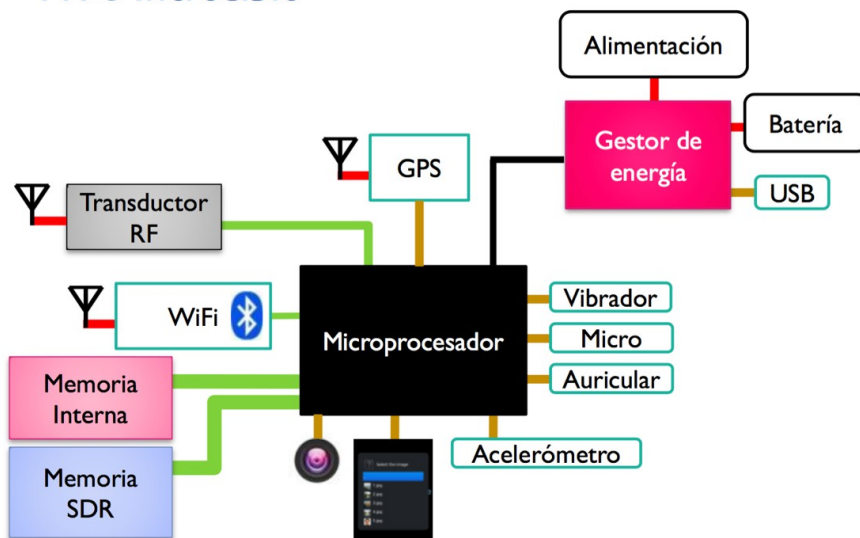 Alimentación
Gestor de
energía
Batería
USB
GPS
Transductor
RF
WiFi
Microprocesador
Vibrador
Micro
Auricular
Acelerómetro
Memoria
Interna
Memoria
SDR